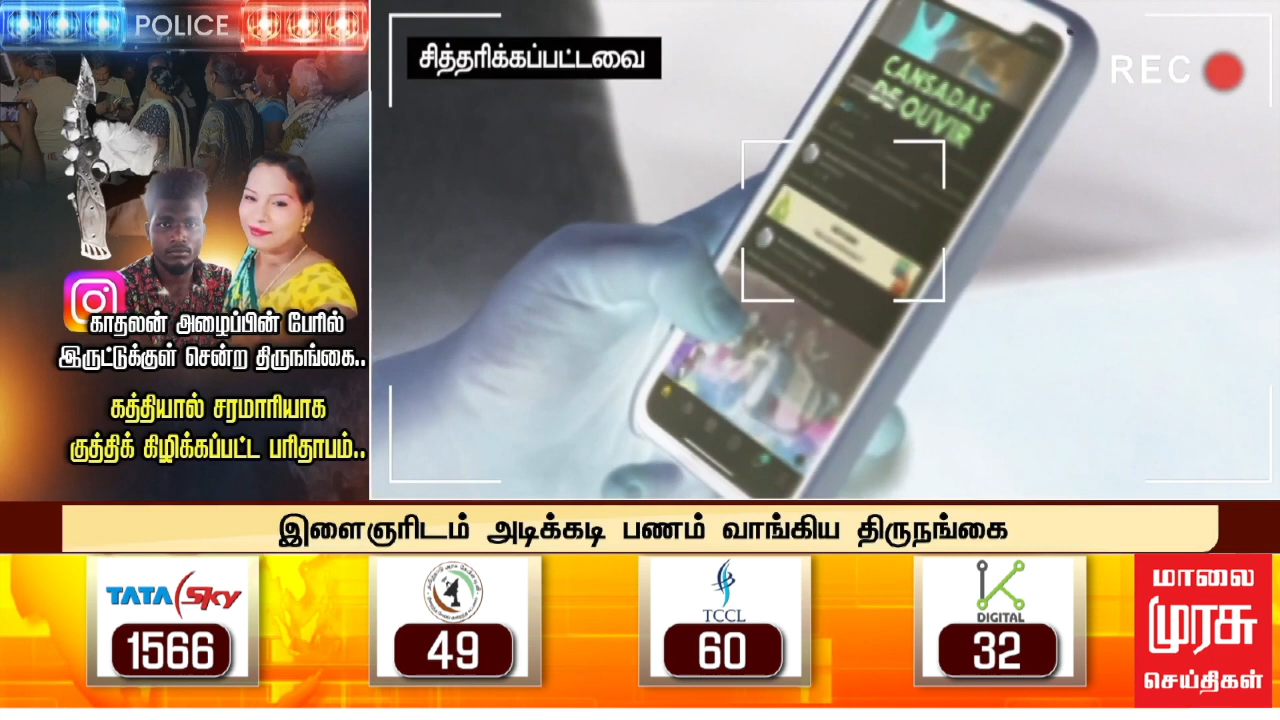 POLICE
சித்தரிக்கப்பட்டவை
REC
CANSADAS
DE OUVIR
காதலன் அழைப்பின் பேரில்
இருட்டுக்குள் சென்ற திருநங்கை..
கத்தியால் சரமாரியாக
குத்திக் கிழிக்கப்பட்ட பரிதாபம்..
இளைஞரிடம் அடிக்கடி பணம் வாங்கிய திருநங்கை
TATA Sky
1566
49
TCCL
60
K
DIGITAL
32
மாலை
முரசு
செய்திகள்